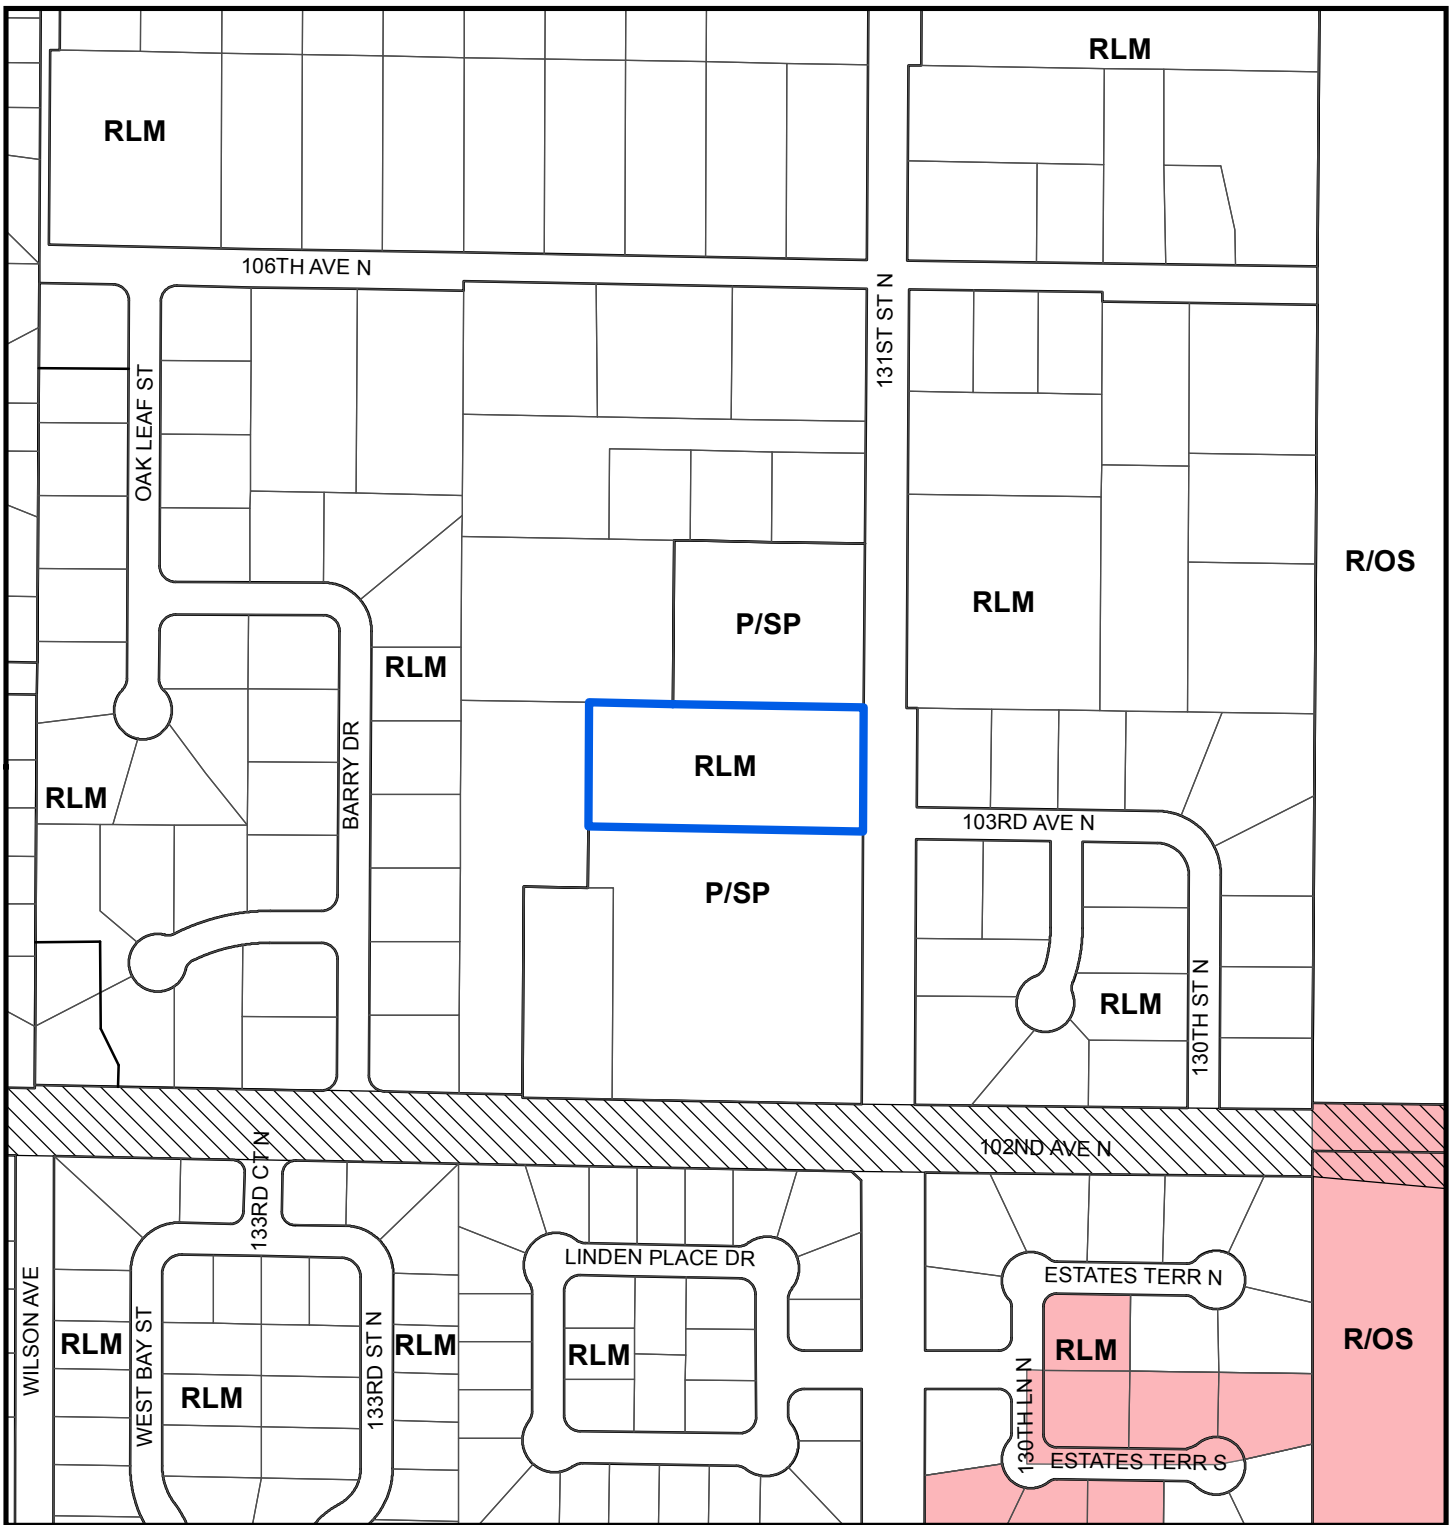 RLM
RLM
106TH AVE N
131ST ST N
OAK LEAF ST
R/OS
RLM
P/SP
RLM
BARRY DR
RLM
RLM
103RD AVE N
P/SP
RLM
130TH ST N
102ND AVE N
133RD CT N
LINDEN PLACE DR
ESTATES TERR N
WILSON AVE
RLM
WEST BAY ST
133RD ST N
RLM
RLM
RLM
R/OS
RLM
130TH LN N
ESTATES TERR S